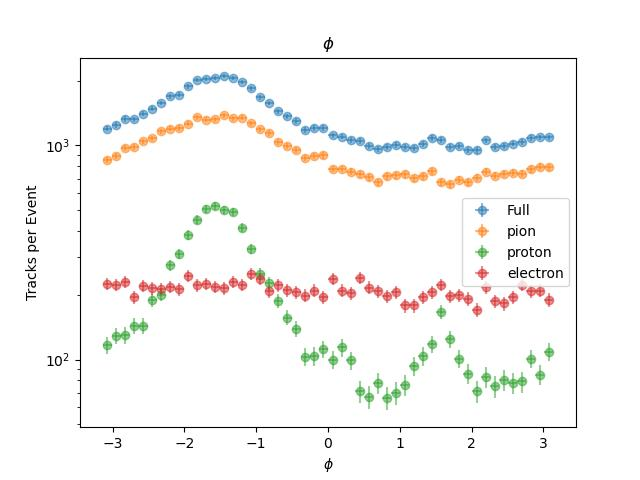 ϕ
Tracks per Event
10³
10²
−3 −2 −1 0 1 2 3
ϕ
Full
pion
proton
electron